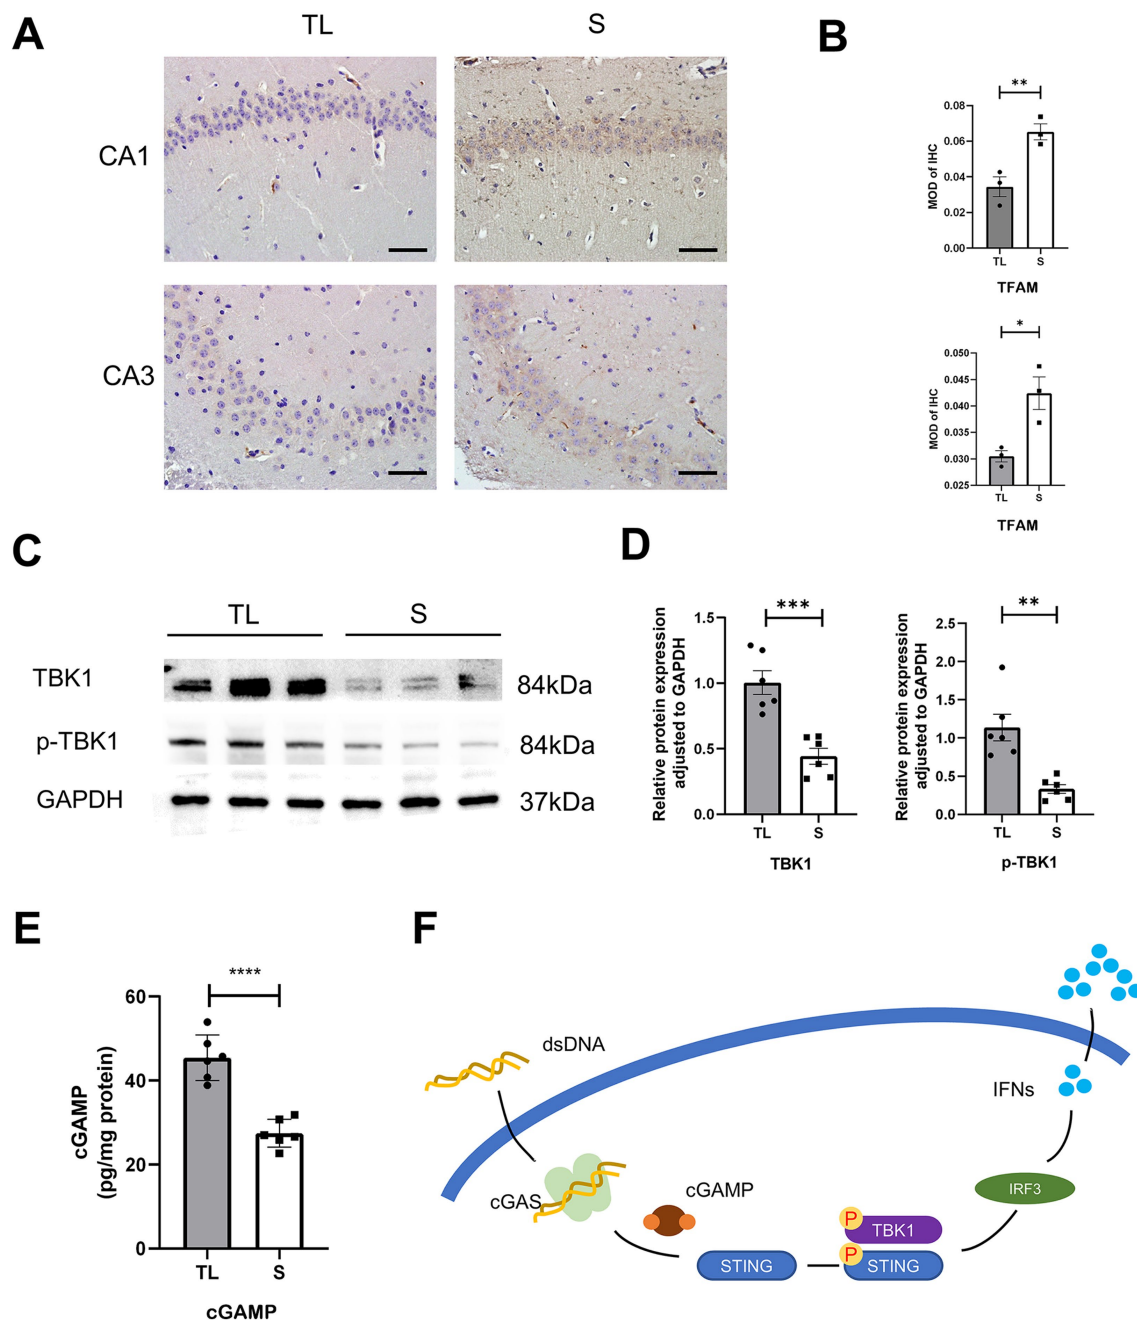 A
TL
S
CA1
CA3
B
**
0.08
0.06
0.04
0.02
0.00
MOD of IHC
TL
S
TFAM
*
0.050
0.045
0.040
0.035
0.030
0.025
MOD of IHC
TL
S
TFAM
C
TL
S
TBK1
84kDa
p-TBK1
84kDa
GAPDH
37kDa
D
***
1.5
1.0
0.5
0.0
Relative protein expression
adjusted to GAPDH
TL
S
TBK1
**
2.5
2.0
1.5
1.0
0.5
0.0
Relative protein expression
adjusted to GAPDH
TL
S
p-TBK1
E
****
60
40
20
0
cGAMP
(pg/mg protein)
TL
S
cGAMP
F
dsDNA
IFNs
cGAS
cGAMP
IRF3
P
TBK1
STING
P
STING